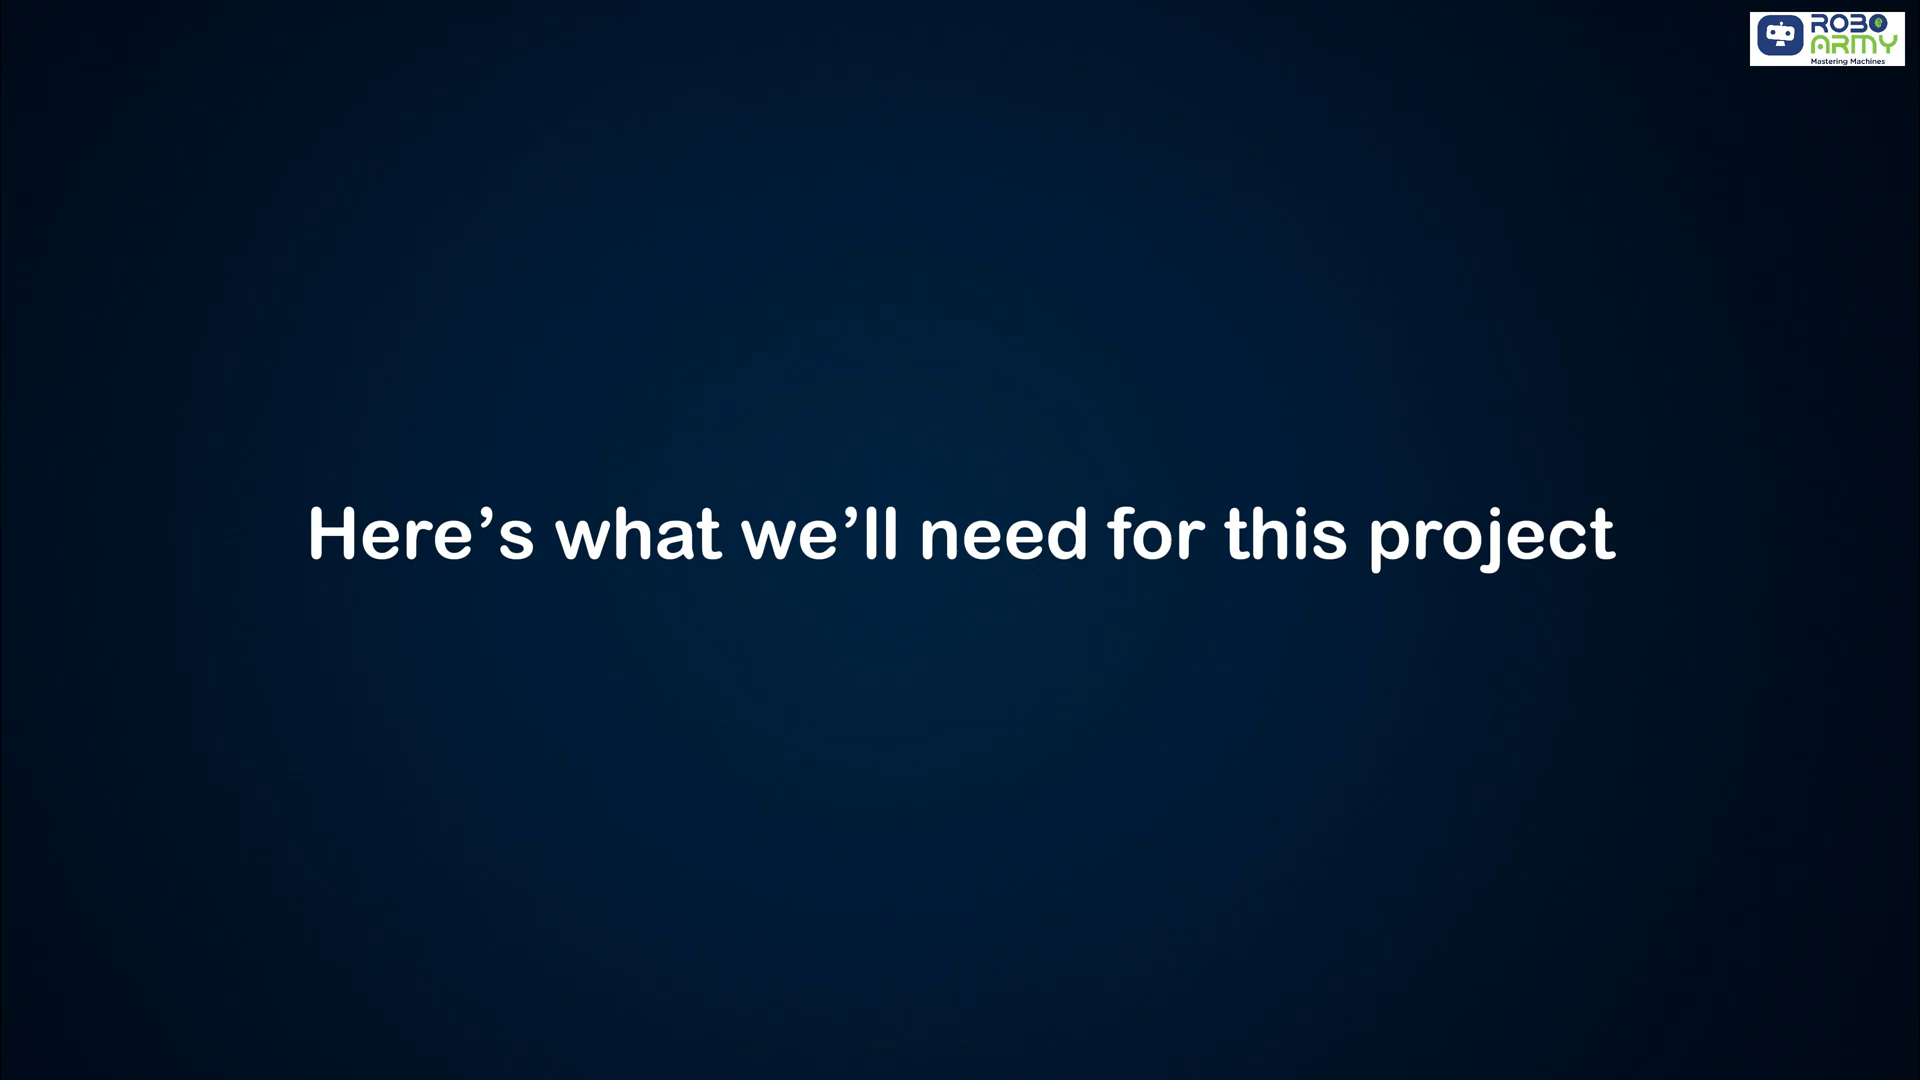 ROBO
ARMY
Mastering Machines
Here’s what we’ll need for this project